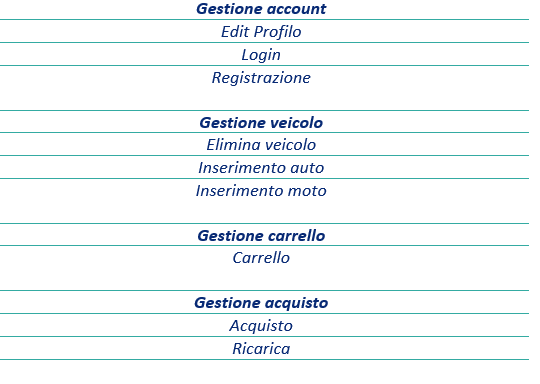 Gestione account
Edit Profilo
Login
Registrazione
Gestione veicolo
Elimina veicolo
Inserimento auto
Inserimento moto
Gestione carrello
Carrello
Gestione acquisto
Acquisto
Ricarica